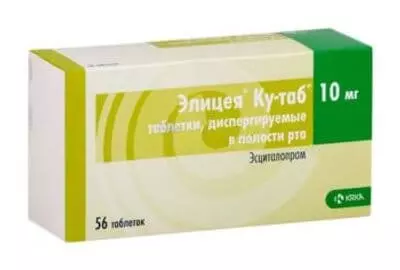 Элицея® Ку-таб® 10 мг
таблетки, диспергируемые
в полости рта
Эсциталопрам
56 таблеток
KRKA